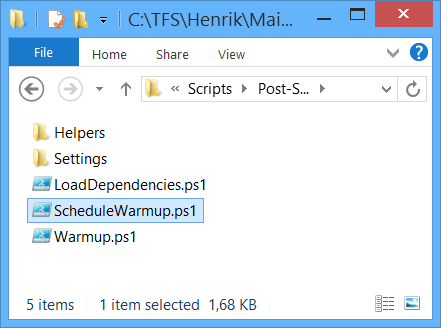 C:\TFS\Henrik\Mai...
File Home Share View
« Scripts Post-S...
Helpers
Settings
LoadDependencies.ps1
ScheduleWarmup.ps1
Warmup.ps1
5 items 1 item selected 1,68 KB